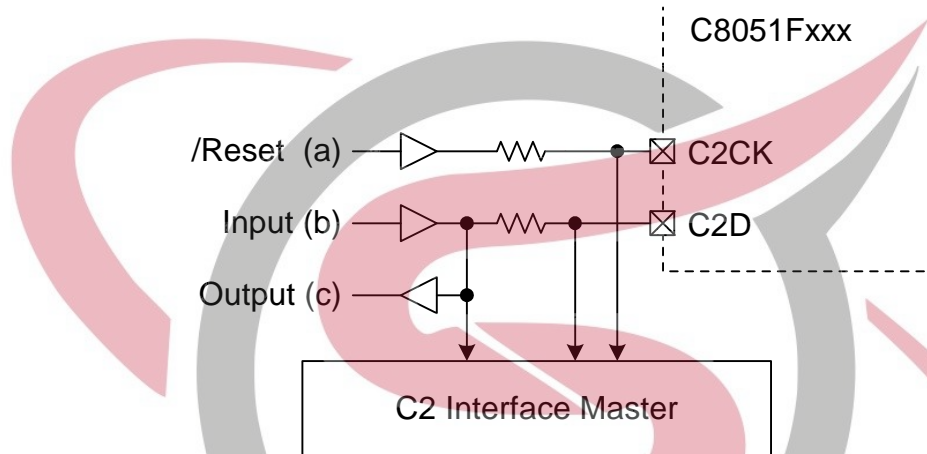 C8051Fxxx
/Reset (a)
C2CK
Input (b)
C2D
Output (c)
C2 Interface Master